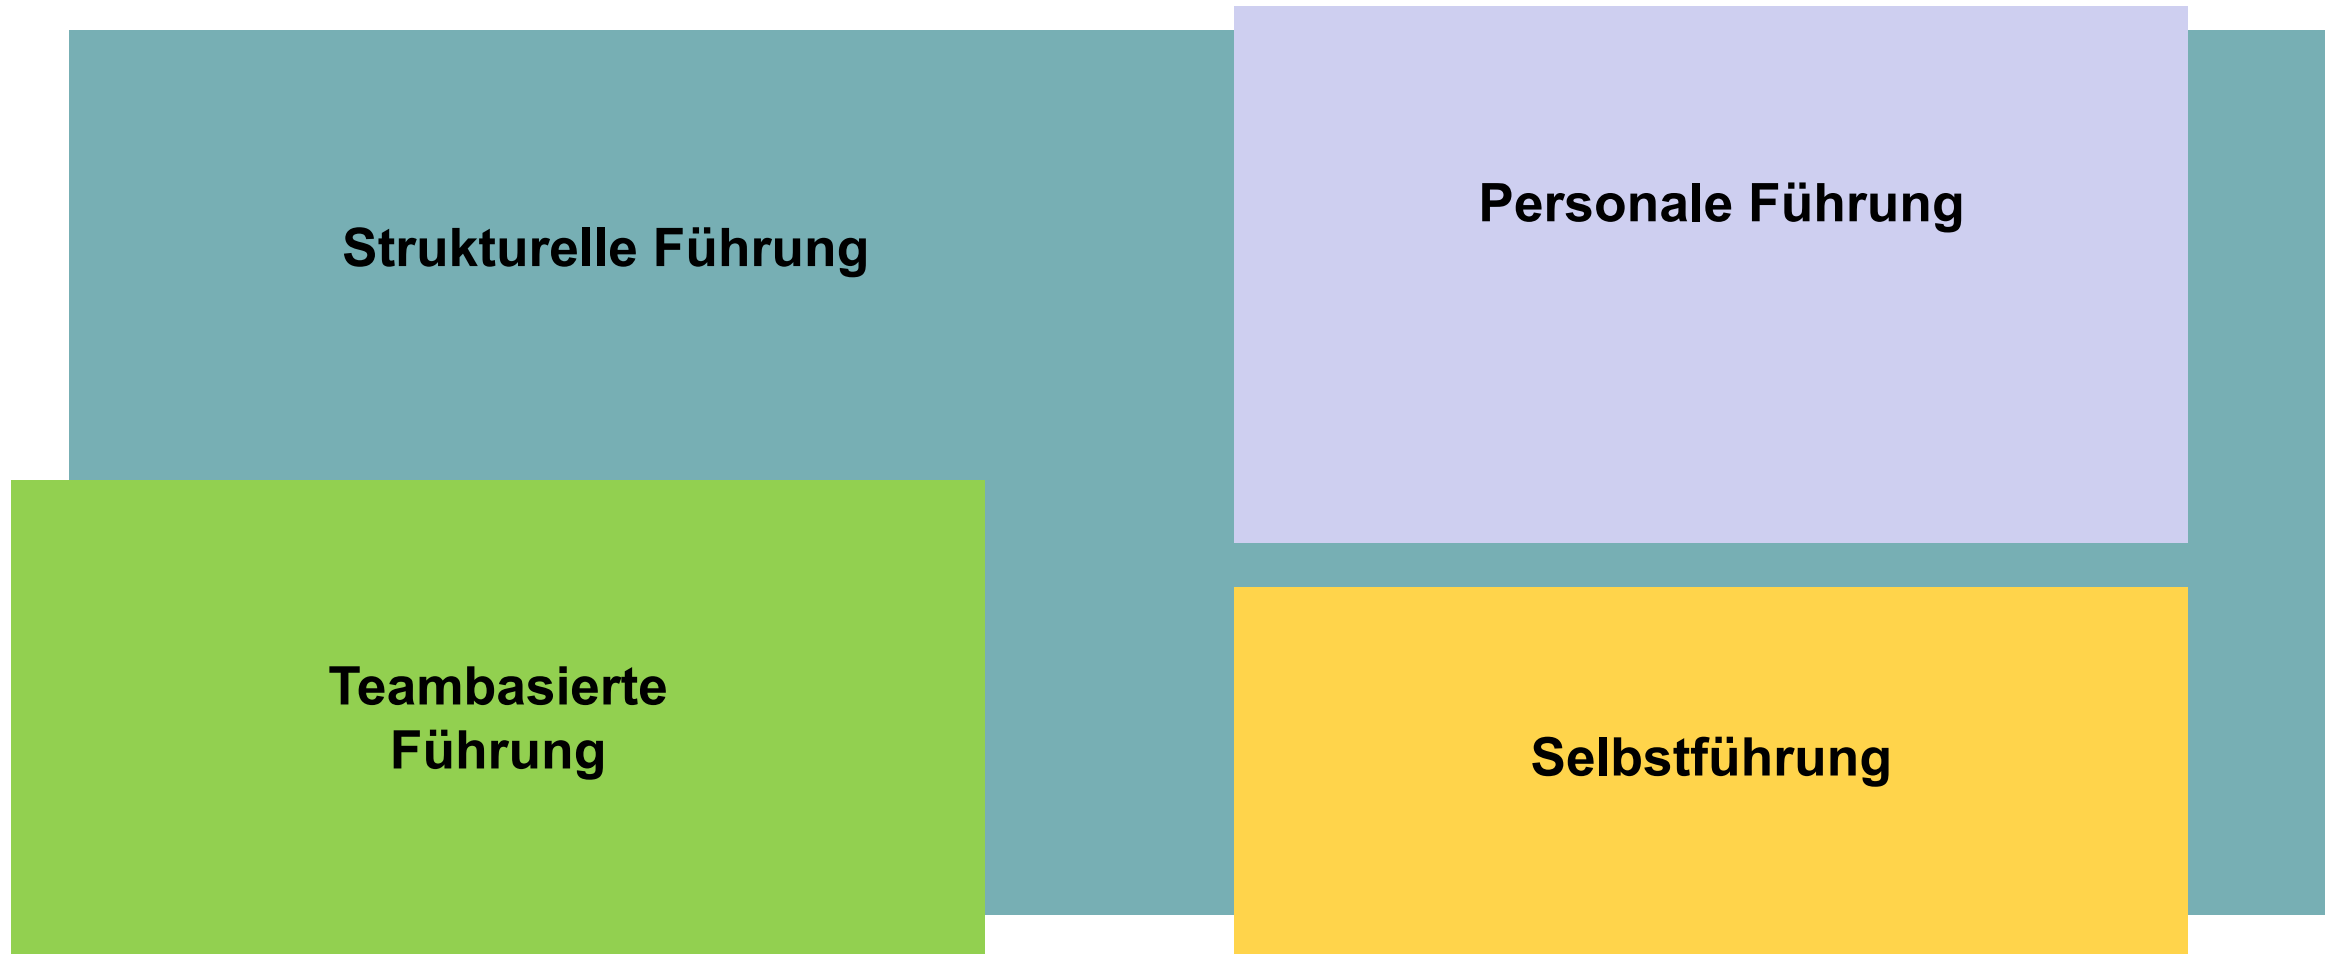 Strukturelle Führung
Personale Führung
Teambasierte
Führung
Selbstführung